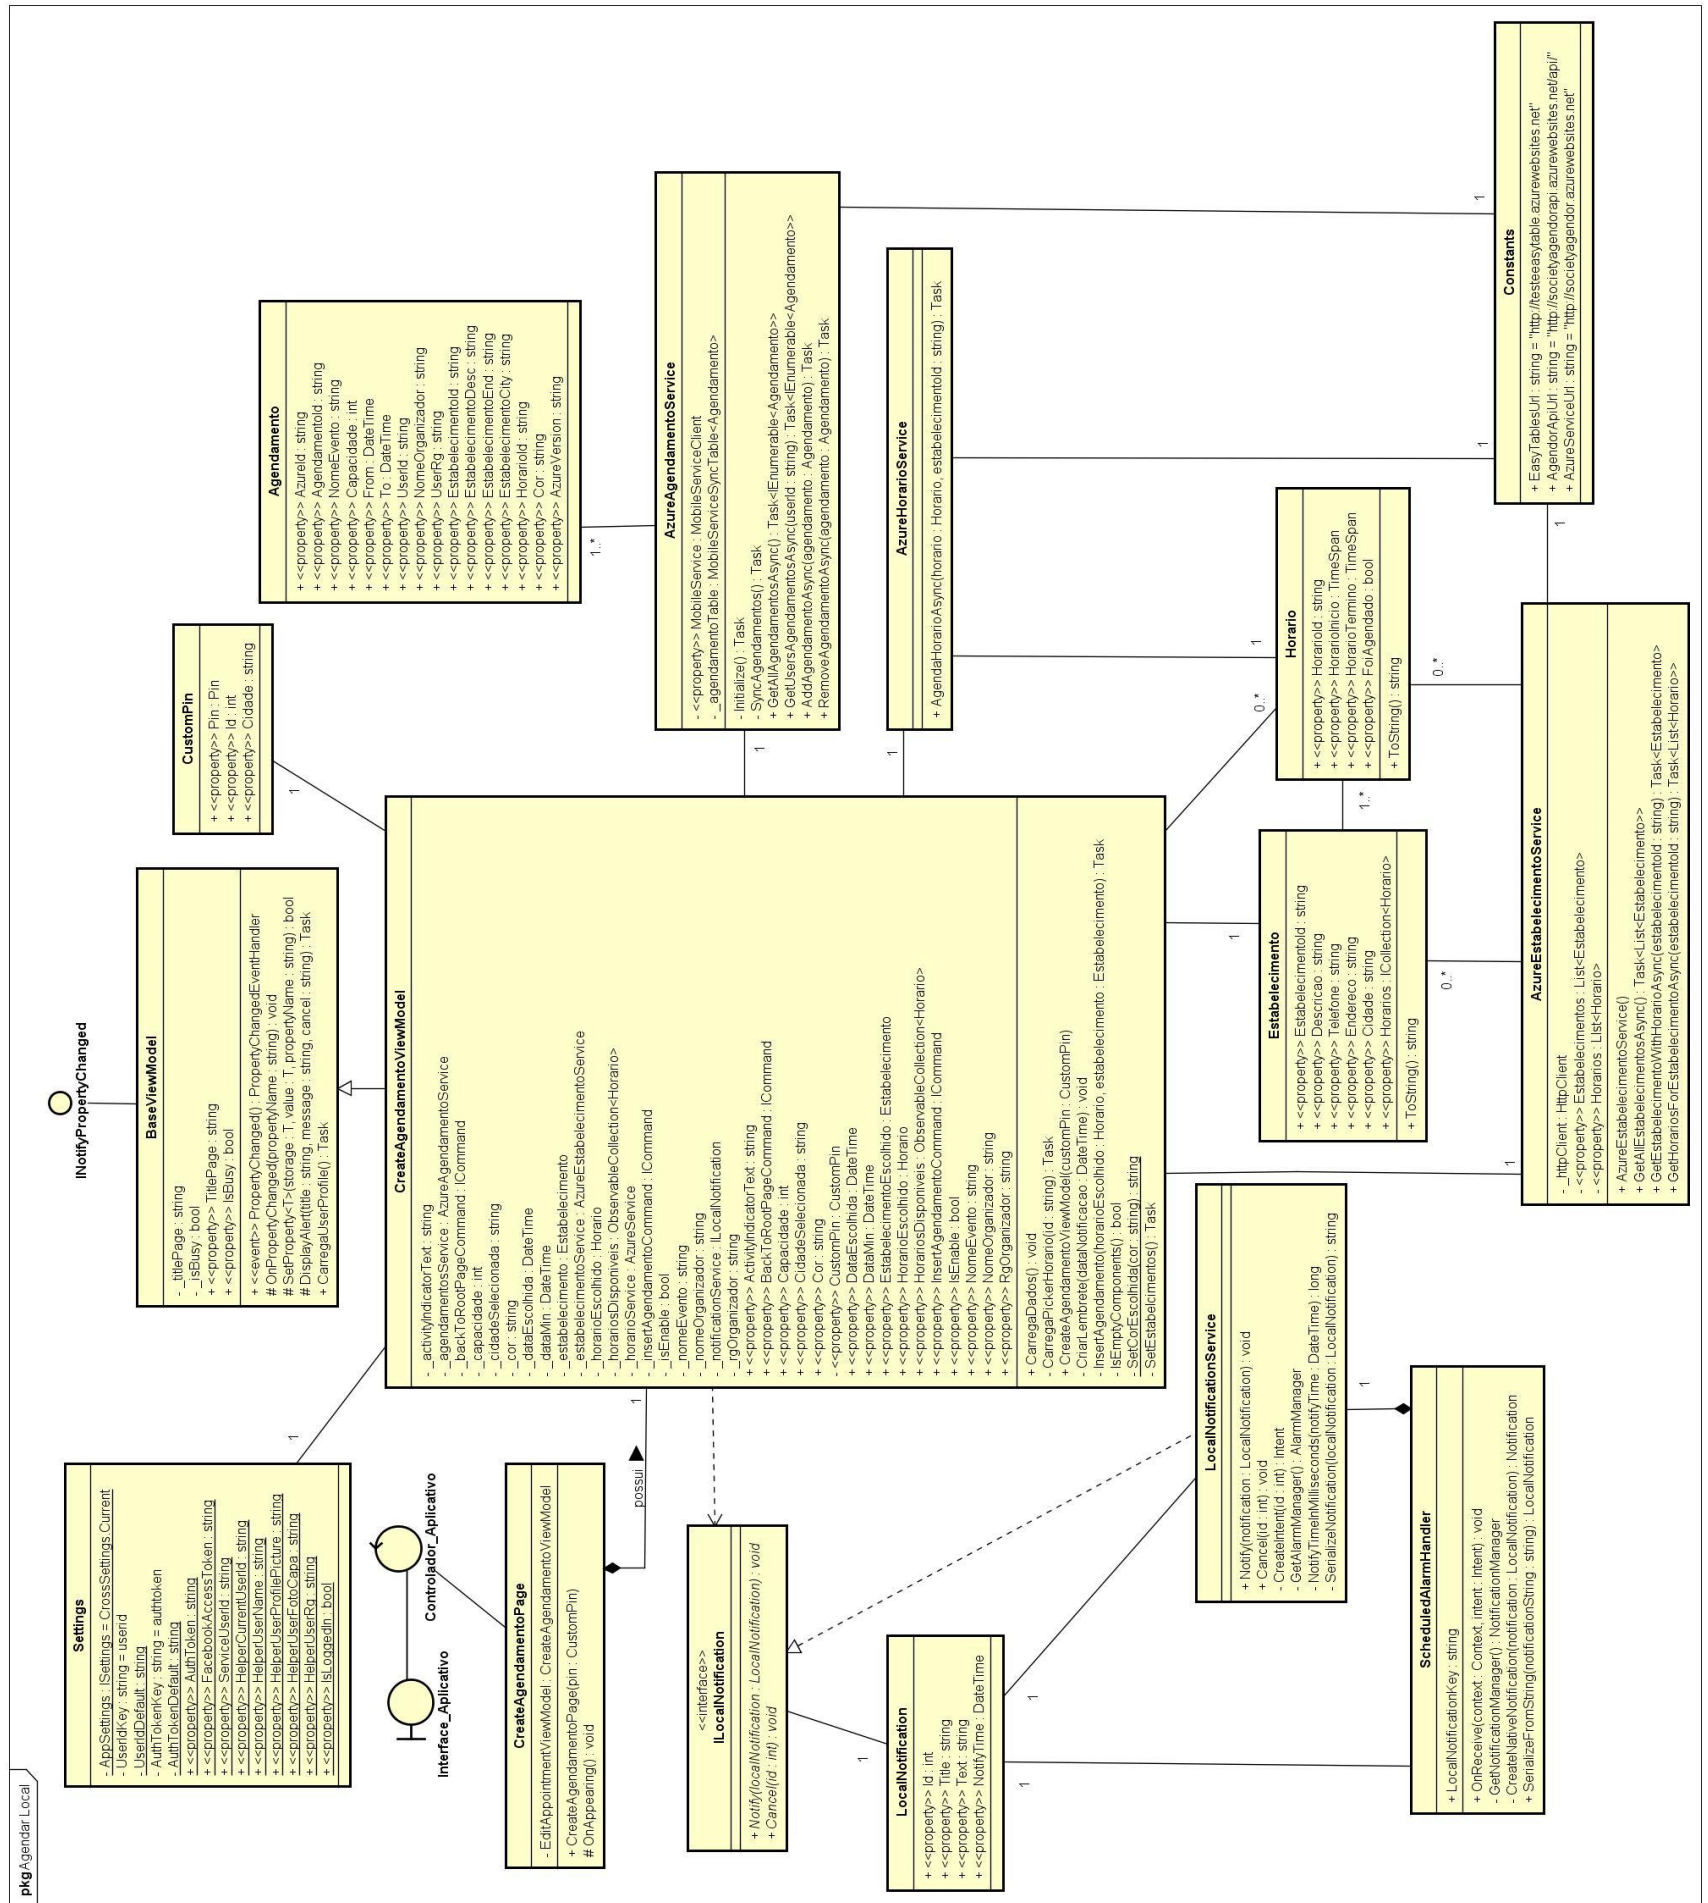 pkg Agendar Local
Settings
- AppSettings : ISettings = CrossSettings.Current
- UserIdKey : string = userid
- UserIdDefault : string
- AuthTokenKey : string = authtoken
- AuthTokenDefault : string
+ <<property>> AuthToken : string
+ <<property>> FacebookAccessToken : string
+ <<property>> ServiceUserId : string
+ <<property>> HelperCurrentUserId : string
+ <<property>> HelperUserName : string
+ <<property>> HelperUserProfilePicture : string
+ <<property>> HelperUserFotoCapa : string
+ <<property>> HelperUserRg : string
+ <<property>> IsLoggedIn : bool
1
INotifyPropertyChanged
BaseViewModel
- _titlePage : string
- _isBusy : bool
+ <<property>> TitlePage : string
+ <<property>> IsBusy : bool
+ <<event>> PropertyChanged() : PropertyChangedEventHandler
# OnPropertyChanged(propertyName : string) : void
# SetProperty<T>(storage : T, value : T, propertyName : string) : bool
# DisplayAlert(title : string, message : string, cancel : string) : Task
+ CarregaUserProfile() : Task
CustomPin
+ <<property>> Pin : Pin
+ <<property>> Id : int
+ <<property>> Cidade : string
1
Agendamento
+ <<property>> AzureId : string
+ <<property>> AgendamentoId : string
+ <<property>> NomeEvento : string
+ <<property>> Capacidade : int
+ <<property>> From : DateTime
+ <<property>> To : DateTime
+ <<property>> UserId : string
+ <<property>> NomeOrganizador : string
+ <<property>> UserRg : string
+ <<property>> EstabelecimentoId : string
+ <<property>> EstabelecimentoDesc : string
+ <<property>> EstabelecimentoEnd : string
+ <<property>> EstabelecimentoCity : string
+ <<property>> HorarioId : string
+ <<property>> Cor : string
+ <<property>> AzureVersion : string
1..*
Interface_Aplicativo
Controlador_Aplicativo
CreateAgendamentoPage
- EditAppointmentViewModel : CreateAgendamentoViewModel
+ CreateAgendamentoPage(pin : CustomPin)
# OnAppearing() : void
possui
1
CreateAgendamentoViewModel
- _activityIndicatorText : string
- _agendamentosService : AzureAgendamentoService
- _backToRootPageCommand : ICommand
- _capacidade : int
- _cidadeSelecionada : string
- _cor : string
- _dataEscolhida : DateTime
- _dataMin : DateTime
- _estabelecimento : Estabelecimento
- _estabelecimentoService : AzureEstabelecimentoService
- _horarioEscolhido : Horario
- _horariosDisponiveis : ObservableCollection<Horario>
- _horarioService : AzureService
- _insertAgendamentoCommand : ICommand
- _isEnable : bool
- _nomeEvento : string
- _nomeOrganizador : string
- _notificationService : ILocalNotification
- _rgOrganizador : string
+ <<property>> ActivityIndicatorText : string
+ <<property>> BackToRootPageCommand : ICommand
+ <<property>> Capacidade : int
+ <<property>> CidadeSelecionada : string
+ <<property>> Cor : string
- <<property>> CustomPin : CustomPin
+ <<property>> DataEscolhida : DateTime
+ <<property>> DataMin : DateTime
+ <<property>> EstabelecimentoEscolhido : Estabelecimento
+ <<property>> HorarioEscolhido : Horario
+ <<property>> HorariosDisponiveis : ObservableCollection<Horario>
+ <<property>> InsertAgendamentoCommand : ICommand
+ <<property>> IsEnable : bool
+ <<property>> NomeEvento : string
+ <<property>> NomeOrganizador : string
+ <<property>> RgOrganizador : string
+ CarregaDados() : void
- CarregaPickerHorario(id : string) : Task
+ CreateAgendamentoViewModel(customPin : CustomPin)
- CriarLembrete(dataNotificacao : DateTime) : void
- InsertAgendamento(horarioEscolhido : Horario, estabelecimento : Estabelecimento) : Task
- IsEmptyComponents() : bool
- SetCorEscolhida(cor : string) : string
- SetEstabelcimentos() : Task
AzureAgendamentoService
- <<property>> MobileService : MobileServiceClient
- _agendamentoTable : MobileServiceSyncTable<Agendamento>
- Initialize() : Task
- SyncAgendamentos() : Task
+ GetAllAgendamentosAsync() : Task<IEnumerable<Agendamento>>
+ GetUsersAgendamentosAsync(userId : string) : Task<IEnumerable<Agendamento>>
+ AddAgendamentoAsync(agendamento : Agendamento) : Task
+ RemoveAgendamentoAsync(agendamento : Agendamento) : Task
1
1
<<interface>>
ILocalNotification
+ Notify(localNotification : LocalNotification) : void
+ Cancel(id : int) : void
1
AzureHorarioService
+ AgendaHorarioAsync(horario : Horario, estabelecimentoId : string) : Task
1
1
1
LocalNotification
+ <<property>> Id : int
+ <<property>> Title : string
+ <<property>> Text : string
+ <<property>> NotifyTime : DateTime
1
1
LocalNotificationService
+ Notify(notification : LocalNotification) : void
+ Cancel(id : int) : void
- CreateIntent(id : int) : Intent
- GetAlarmManager() : AlarmManager
- NotifyTimeInMilliseconds(notifyTime : DateTime) : long
- SerializeNotification(localNotification : LocalNotification) : string
1
Estabelecimento
+ <<property>> EstabelecimentoId : string
+ <<property>> Descricao : string
+ <<property>> Telefone : string
+ <<property>> Endereco : string
+ <<property>> Cidade : string
+ <<property>> Horarios : ICollection<Horario>
+ ToString() : string
1
0..*
1..*
Horario
+ <<property>> HorarioId : string
+ <<property>> HorarioInicio : TimeSpan
+ <<property>> HorarioTermino : TimeSpan
+ <<property>> FoiAgendado : bool
+ ToString() : string
0..*
0..*
ScheduledAlarmHandler
+ LocalNotificationKey : string
+ OnReceive(context : Context, intent : Intent) : void
- GetNotificationManager() : NotificationManager
- CreateNativeNotification(notification : LocalNotification) : Notification
+ SerializeFromString(notificationString : string) : LocalNotification
AzureEstabelecimentoService
- _httpClient : HttpClient
- <<property>> Estabelecimentos : List<Estabelecimento>
- <<property>> Horarios : List<Horario>
+ AzureEstabelecimentoService()
+ GetAllEstabelecimentosAsync() : Task<List<Estabelecimento>>
+ GetEstabelecimentoWithHorarioAsync(estabelecimentoId : string) : Task<Estabelecimento>
+ GetHorariosForEstabelecimentoAsync(estabelecimentoId : string) : Task<List<Horario>>
1
1
Constants
+ EasyTablesUrl : string = "http://testeeasytable.azurewebsites.net"
+ AgendorApiUrl : string = "http://societyagendorapi.azurewebsites.net/api/"
+ AzureServiceUrl : string = "http://societyagendor.azurewebsites.net"